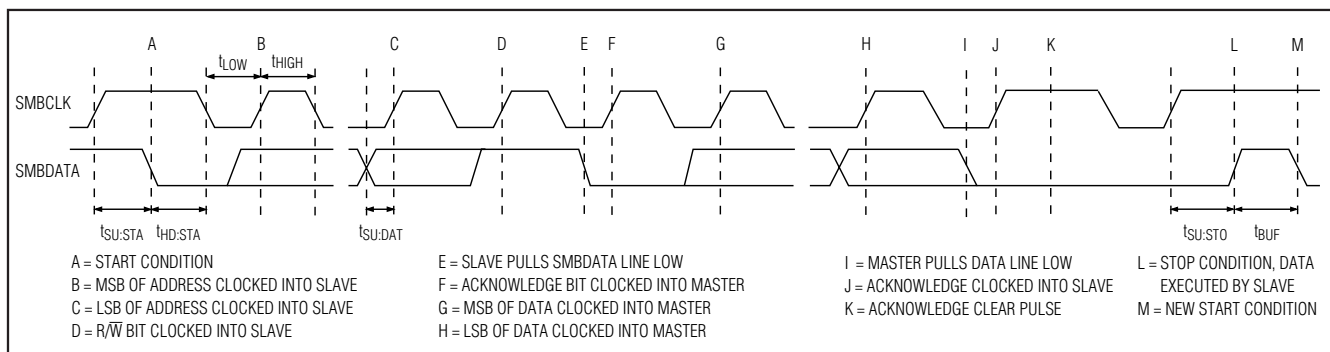 A B C D E F G H I J K L M
tLOW tHIGH
SMBCLK
SMBDATA
tSU:STA tHD:STA tSU:DAT tSU:STO tBUF
A = START CONDITION
B = MSB OF ADDRESS CLOCKED INTO SLAVE
C = LSB OF ADDRESS CLOCKED INTO SLAVE
D = R/W̅ BIT CLOCKED INTO SLAVE
E = SLAVE PULLS SMBDATA LINE LOW
F = ACKNOWLEDGE BIT CLOCKED INTO MASTER
G = MSB OF DATA CLOCKED INTO MASTER
H = LSB OF DATA CLOCKED INTO MASTER
I = MASTER PULLS DATA LINE LOW
J = ACKNOWLEDGE CLOCKED INTO SLAVE
K = ACKNOWLEDGE CLEAR PULSE
L = STOP CONDITION, DATA
EXECUTED BY SLAVE
M = NEW START CONDITION